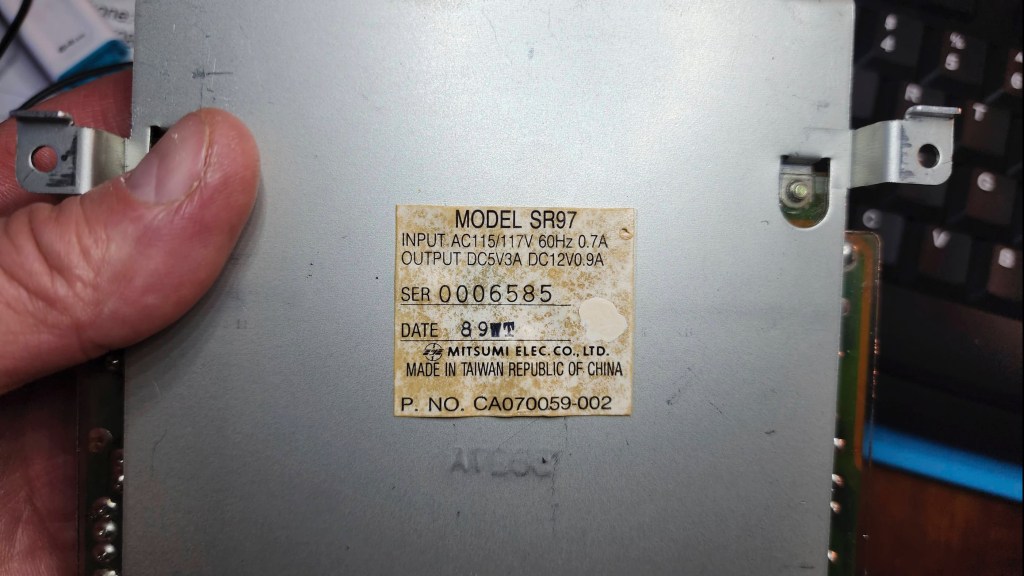 MODEL SR97
INPUT AC115/117V 60Hz 0.7A
OUTPUT DC5V3A DC12V0.9A
SER 0006585
DATE 89WT
MITSUMI ELEC.CO.,LTD.
MADE IN TAIWAN REPUBLIC OF CHINA
P. NO. CA070059-002